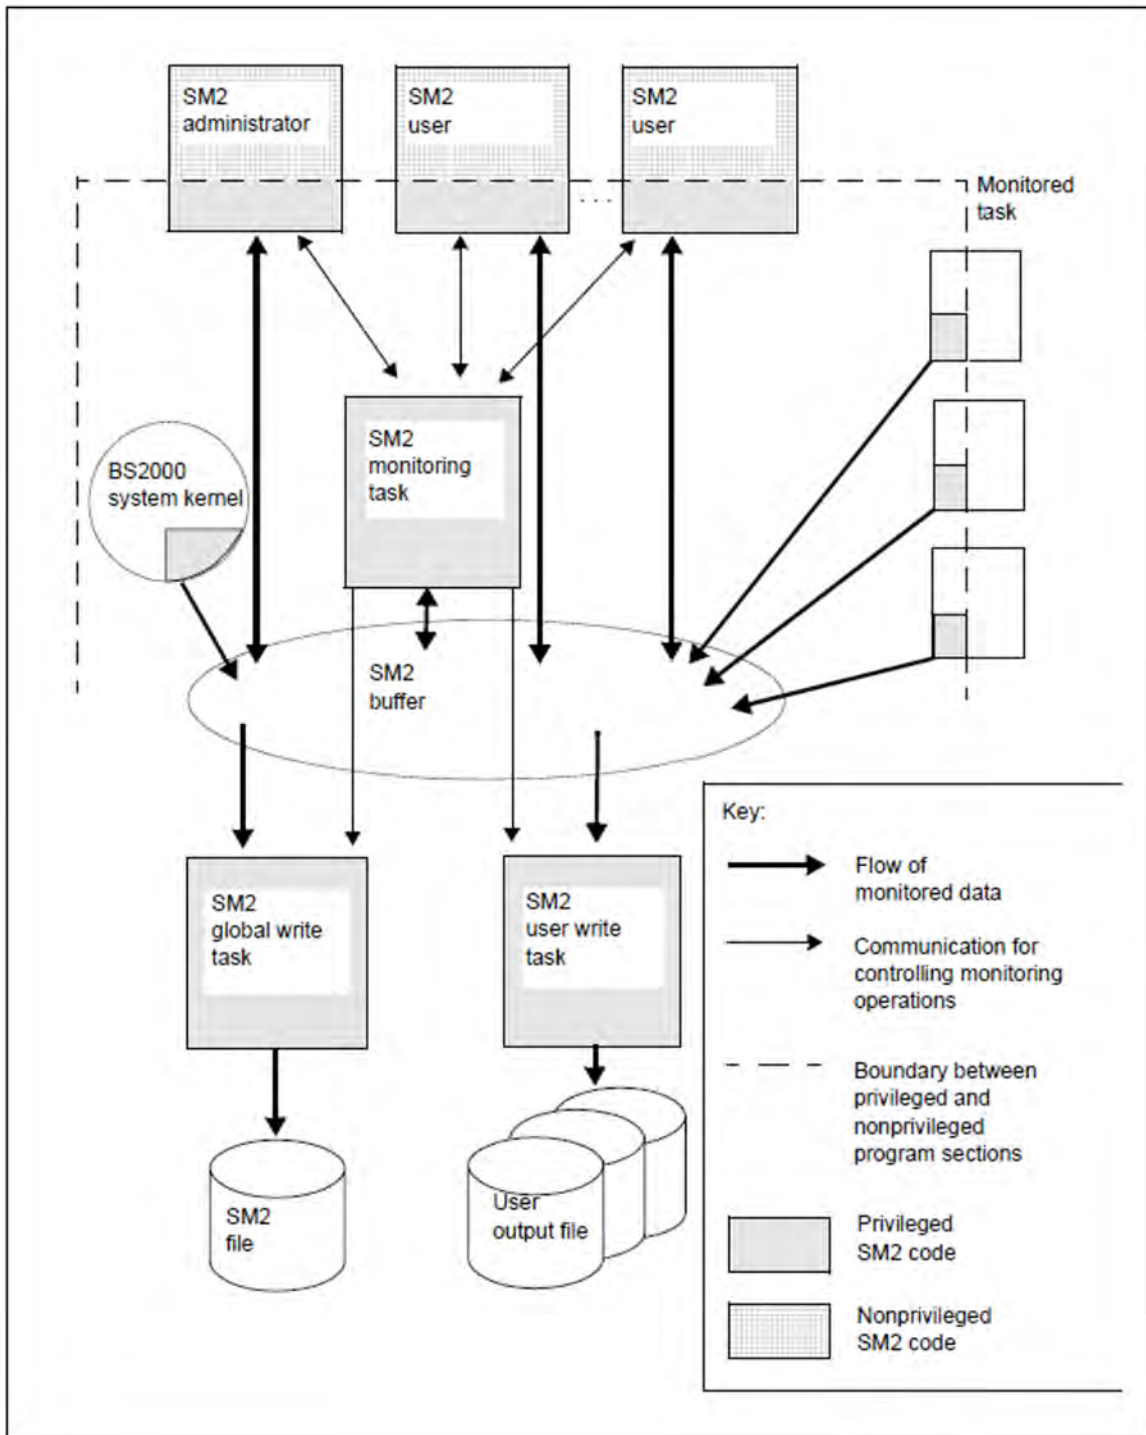 SM2
administrator
SM2
user
SM2
user
. . .
Monitored
task
BS2000
system kernel
SM2
monitoring
task
SM2
buffer
SM2
global write
task
SM2
user write
task
SM2
file
User
output file
Key:
Flow of
monitored data
Communication for
controlling monitoring
operations
Boundary between
privileged and
nonprivileged
program sections
Privileged
SM2 code
Nonprivileged
SM2 code